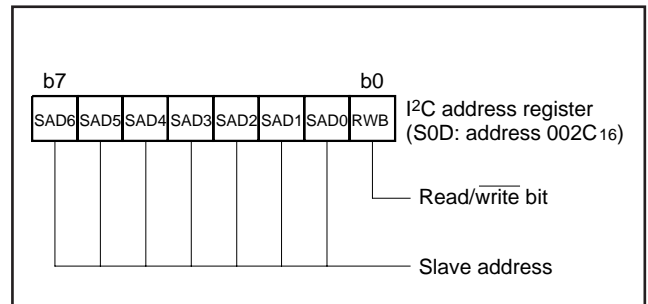 b7 b0
SAD6 SAD5 SAD4 SAD3 SAD2 SAD1 SAD0 RWB
I²C address register
(S0D: address 002C₁₆)
Read/w̅r̅i̅t̅e̅ bit
Slave address